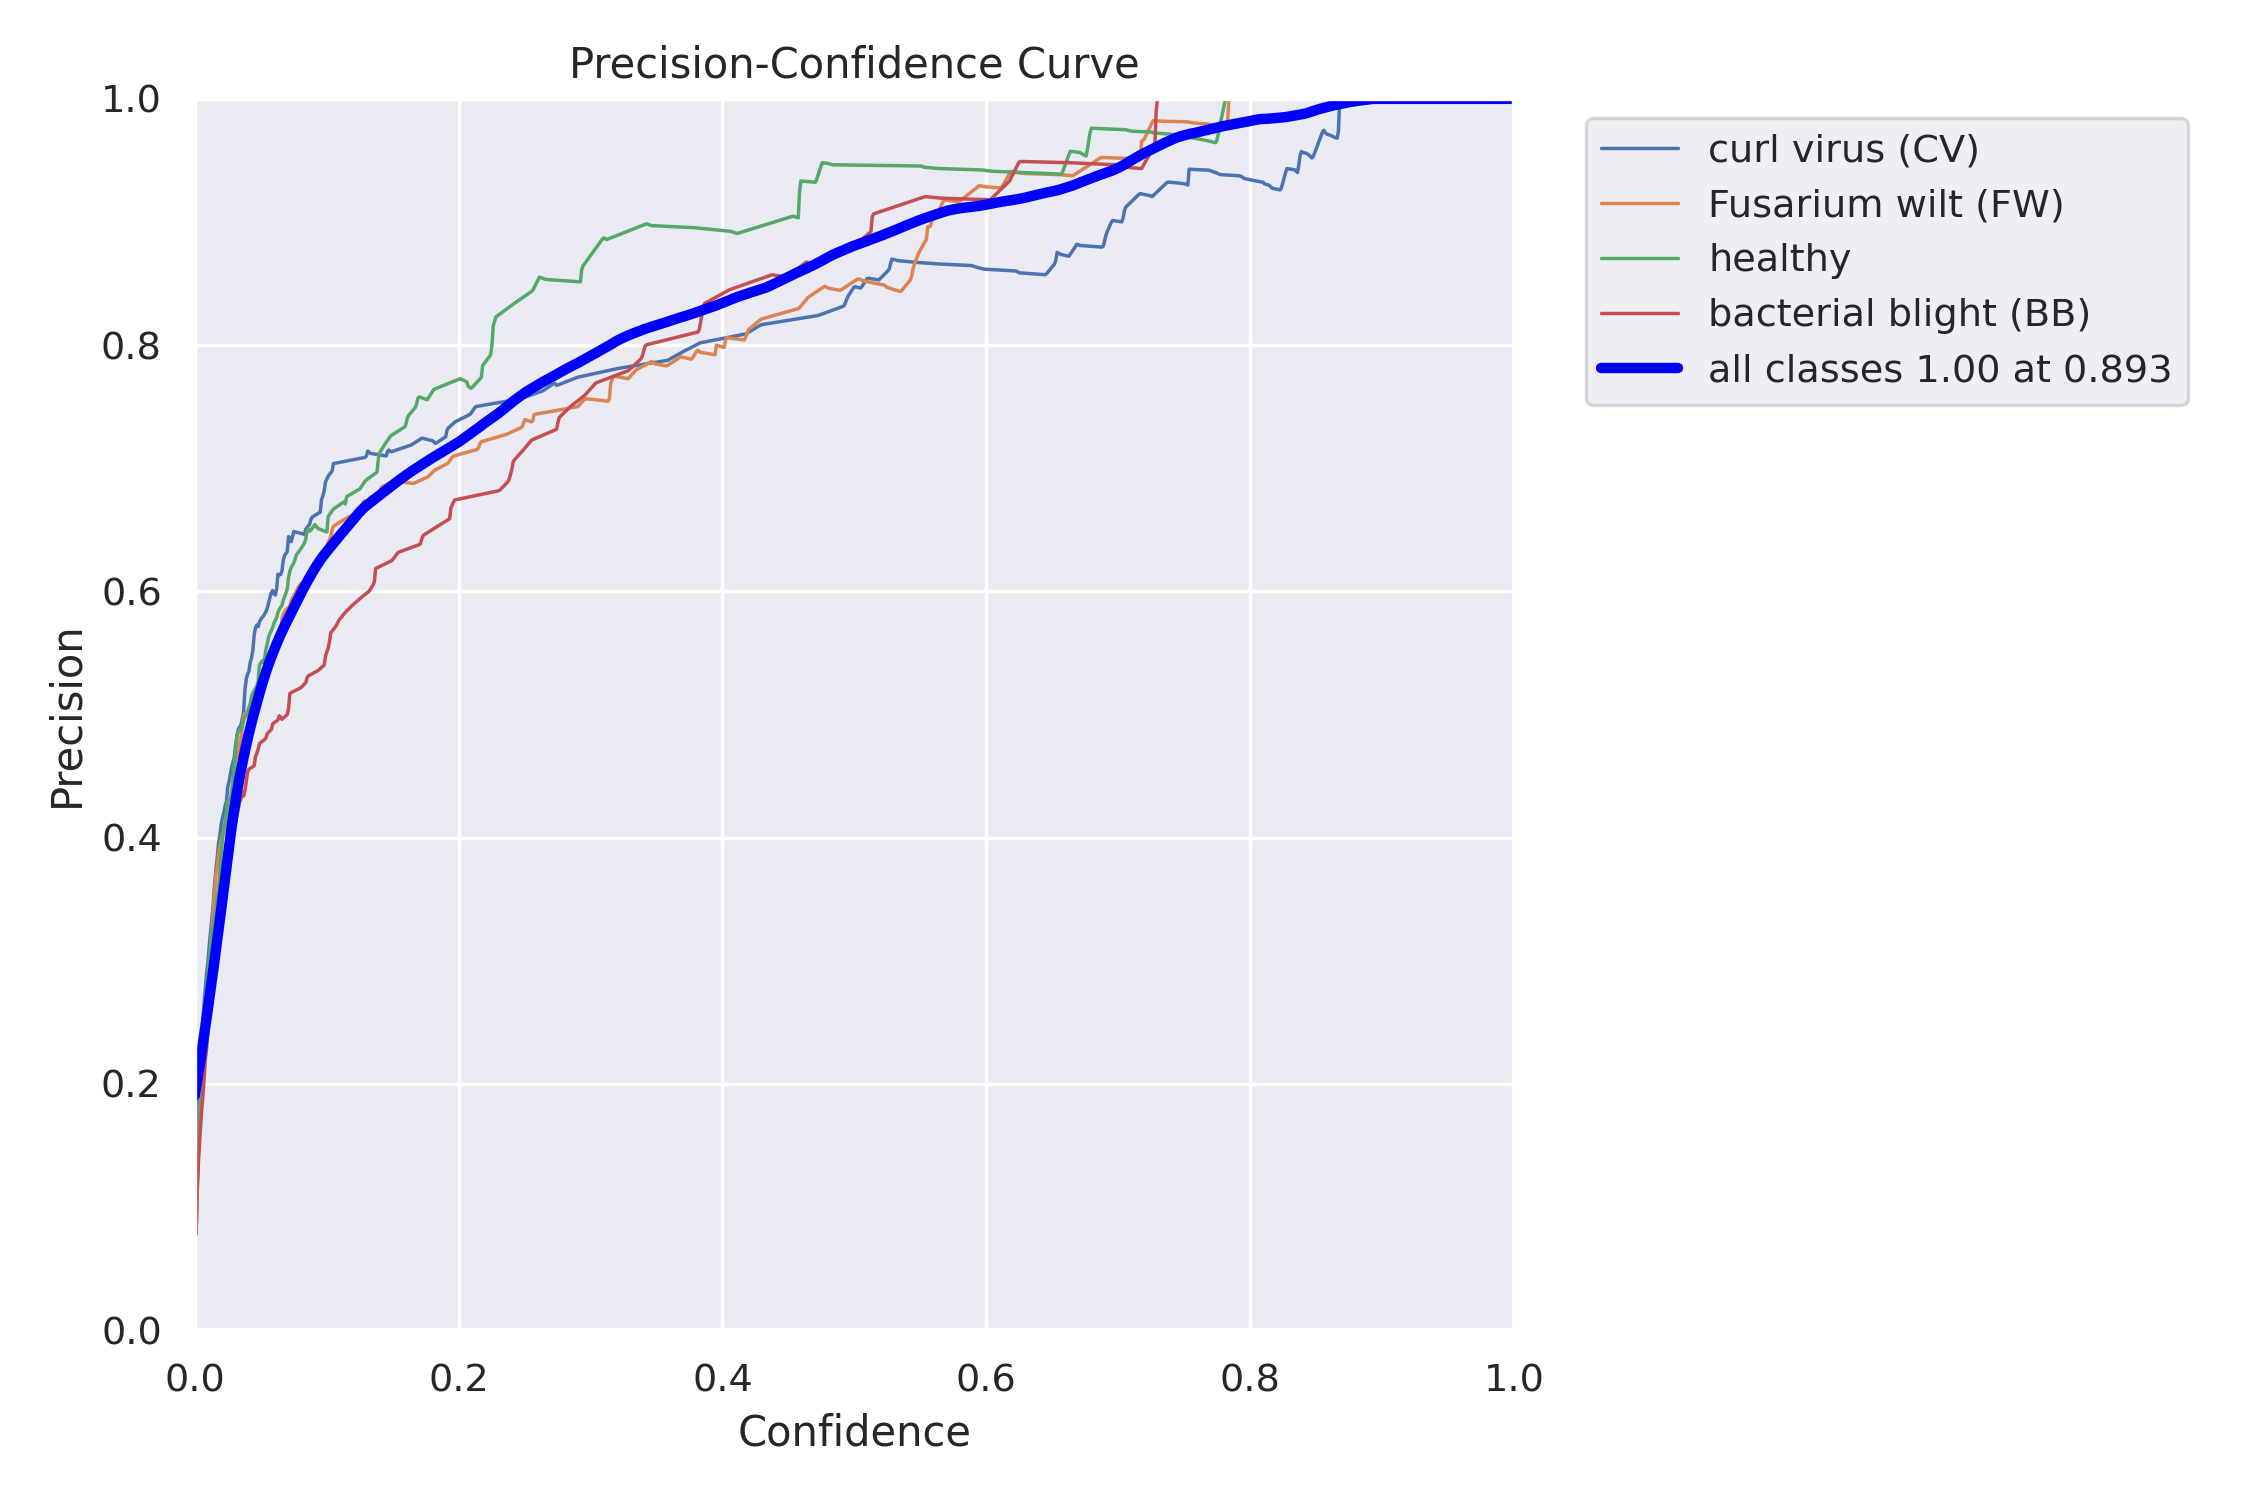 Precision-Confidence Curve
1.0
0.8
0.6
0.4
0.2
0.0
Precision
0.0 0.2 0.4 0.6 0.8 1.0
Confidence
curl virus (CV)
Fusarium wilt (FW)
healthy
bacterial blight (BB)
all classes 1.00 at 0.893